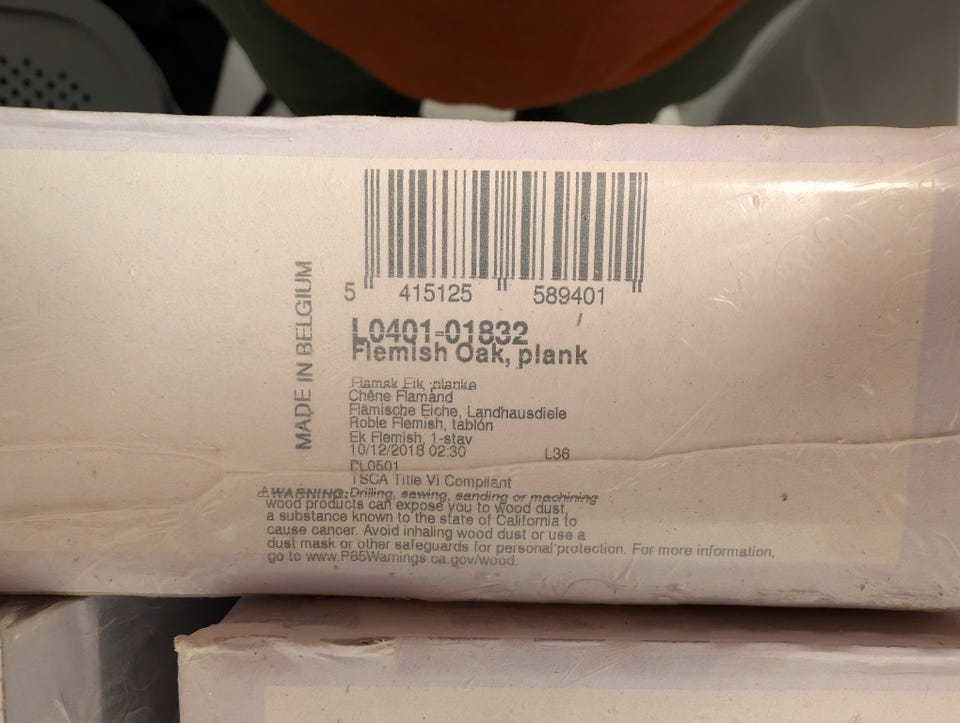 5 415125 589401
MADE IN BELGIUM
L0401-01832
Flemish Oak, plank
Flamsk Eik, planke
Chêne Flamand
Flämische Eiche, Landhausdiele
Roble Flemish, tablón
Ek Flemish, 1-stav
10/12/2018 02:30 L36
PL0501
TSCA Title VI Compliant
⚠WARNING: Drilling, sawing, sanding or machining
wood products can expose you to wood dust,
a substance known to the state of California to
cause cancer. Avoid inhaling wood dust or use a
dust mask or other safeguards for personal protection. For more information,
go to www.P65Warnings.ca.gov/wood.